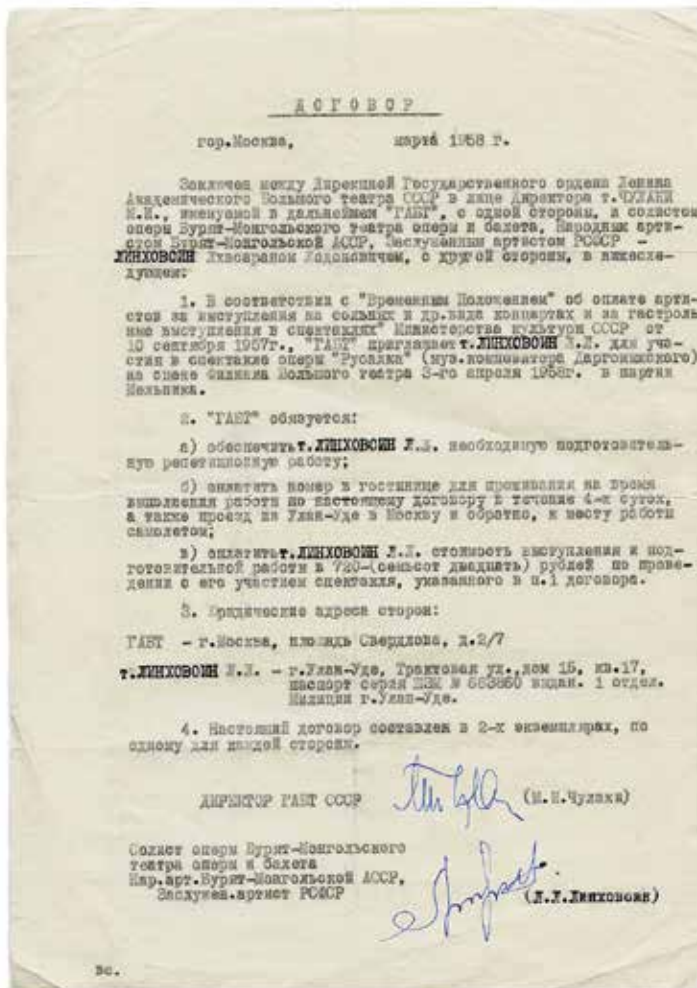 ДОГОВОР
гор.Москва, марта 1958 г.
Заключен между Дирекцией Государственного ордена Ленина
Академического Большого театра СССР в лице Директора т.ЧУЛАКИ
М.И., именуемой в дальнейшем "ГАБТ", с одной стороны, и солистом
оперы Бурят-Монгольского театра оперы и балета, Народным арти-
стом Бурят-Монгольской АССР, Заслуженным артистом РСФСР -
ЛИНХОВОИН Лхасараном Лодоновичем, с другой стороны, в нижесле-
дующем:
1. В соответствии с "Временным Положением" об оплате арти-
стов за выступления на сольных и др.вида концертах и за гастроль
ные выступления в спектаклях" Министерства культуры СССР от
10 сентября 1957г., "ГАБТ" приглашает т.ЛИНХОВОИН Л.Л. для уча-
стия в спектакле оперы "Русалка" (муз.композитора Даргомыжского)
на сцене Филиала Большого театра 3-го апреля 1958г. в партии
Мельника.
2. "ГАБТ" обязуется:
а) обеспечить т.ЛИНХОВОИН Л.Л. необходимую подготовитель-
ную репетиционную работу;
б) оплатить номер в гостинице для проживания на время
выполнения работы по настоящему договору в течение 4-х суток,
а также проезд из Улан-Удэ в Москву и обратно, к месту работы
самолетом;
в) оплатить т.ЛИНХОВОИН Л.Л. стоимость выступления и под-
готовительной работы в 720-(семьсот двадцать) рублей по прове-
дении с его участием спектакля, указанного в п.1 договора.
3. Юридические адреса сторон:
ГАБТ - г.Москва, площадь Свердлова, д.2/7
т.ЛИНХОВОИН Л.Л. - г.Улан-Удэ, Трактовая ул.,дом 15, кв.17,
паспорт серия № выдан. 1 отдел.
Милиции г.Улан-Удэ.
4. Настоящий договор составлен в 2-х экземплярах, по
одному для каждой стороны.
ДИРЕКТОР ГАБТ СССР (М.И.Чулаки)
Солист оперы Бурят-Монгольского
театра оперы и балета
Нар.арт.Бурят-Монгольской АССР,
Заслужен.артист РСФСР (Л.Л.Линховоин)
вс.